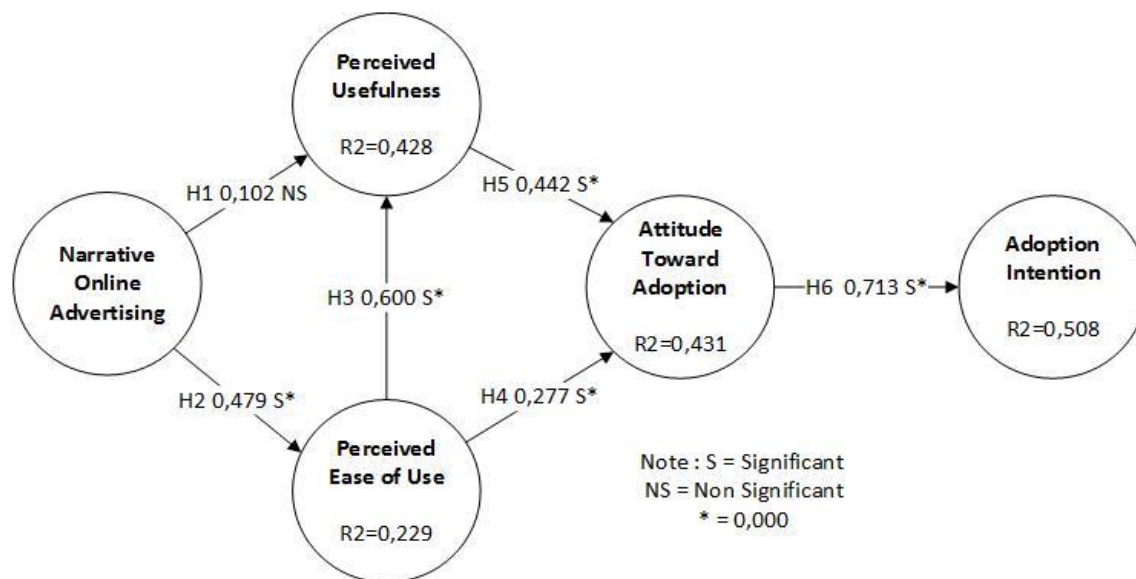 Perceived
Usefulness
R2=0,428
H1 0,102 NS
H5 0,442 S*
Narrative
Online
Advertising
H3 0,600 S*
Attitude
Toward
Adoption
R2=0,431
H6 0,713 S*
Adoption
Intention
R2=0,508
H2 0,479 S*
H4 0,277 S*
Perceived
Ease of Use
R2=0,229
Note : S = Significant
NS = Non Significant
* = 0,000